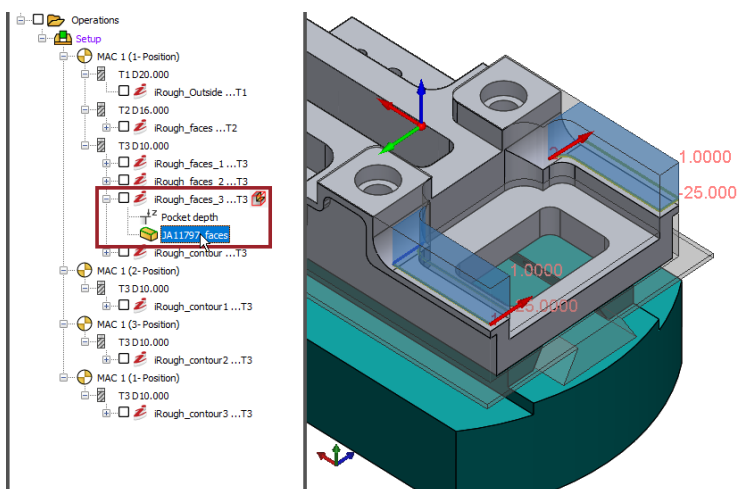 Operations
Setup
MAC 1 (1- Position)
T1 D20.000
iRough_Outside ...T1
T2 D16.000
iRough_faces ...T2
T3 D10.000
iRough_faces_1 ...T3
iRough_faces_2 ...T3
iRough_faces_3 ...T3
Z Pocket depth
JA11797_faces
iRough_contour ...T3
MAC 1 (2- Position)
T3 D10.000
iRough_contour1 ...T3
MAC 1 (3- Position)
T3 D10.000
iRough_contour2 ...T3
MAC 1 (1- Position)
T3 D10.000
iRough_contour3 ...T3
1.0000
-25.000
1.0000